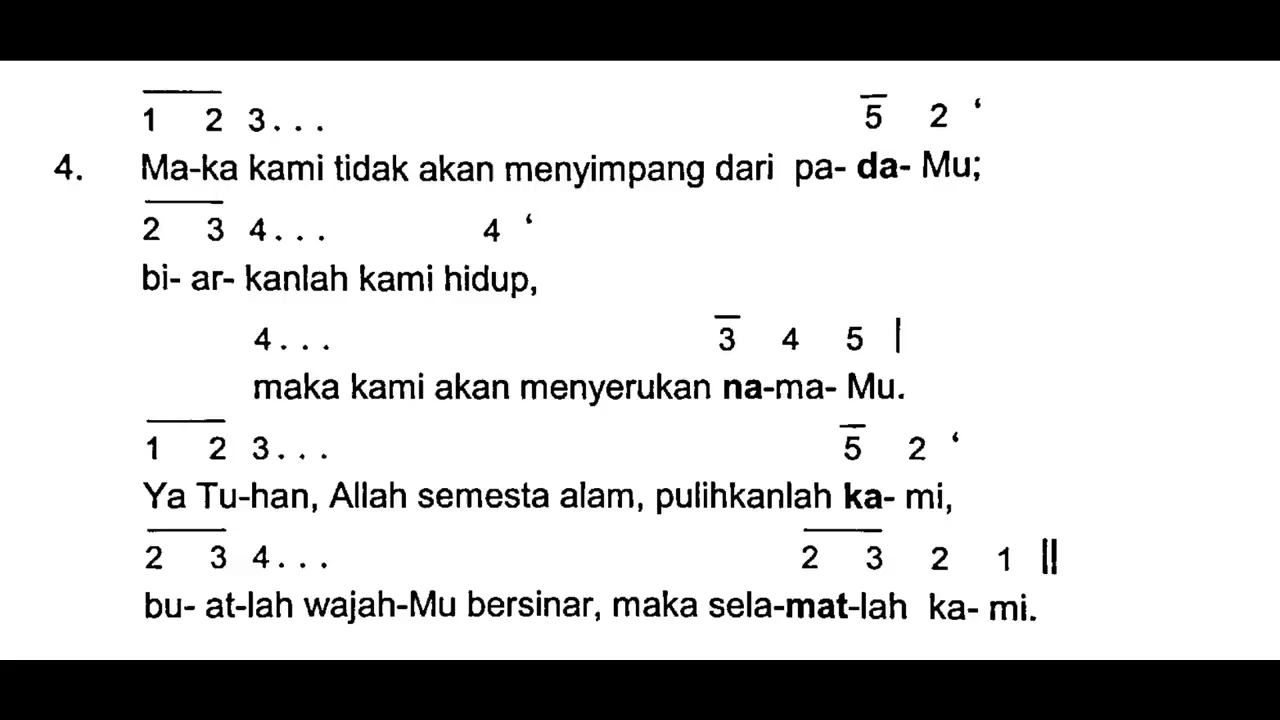 1 2 3... 5 2 ‘
4. Ma-ka kami tidak akan menyimpang dari pa- da- Mu;
2 3 4... 4 ‘
bi- ar- kanlah kami hidup,
4... 3 4 5 |
maka kami akan menyerukan na-ma- Mu.
1 2 3... 5 2 ‘
Ya Tu-han, Allah semesta alam, pulihkanlah ka- mi,
2 3 4... 2 3 2 1 ||
bu- at-lah wajah-Mu bersinar, maka sela-mat-lah ka- mi.